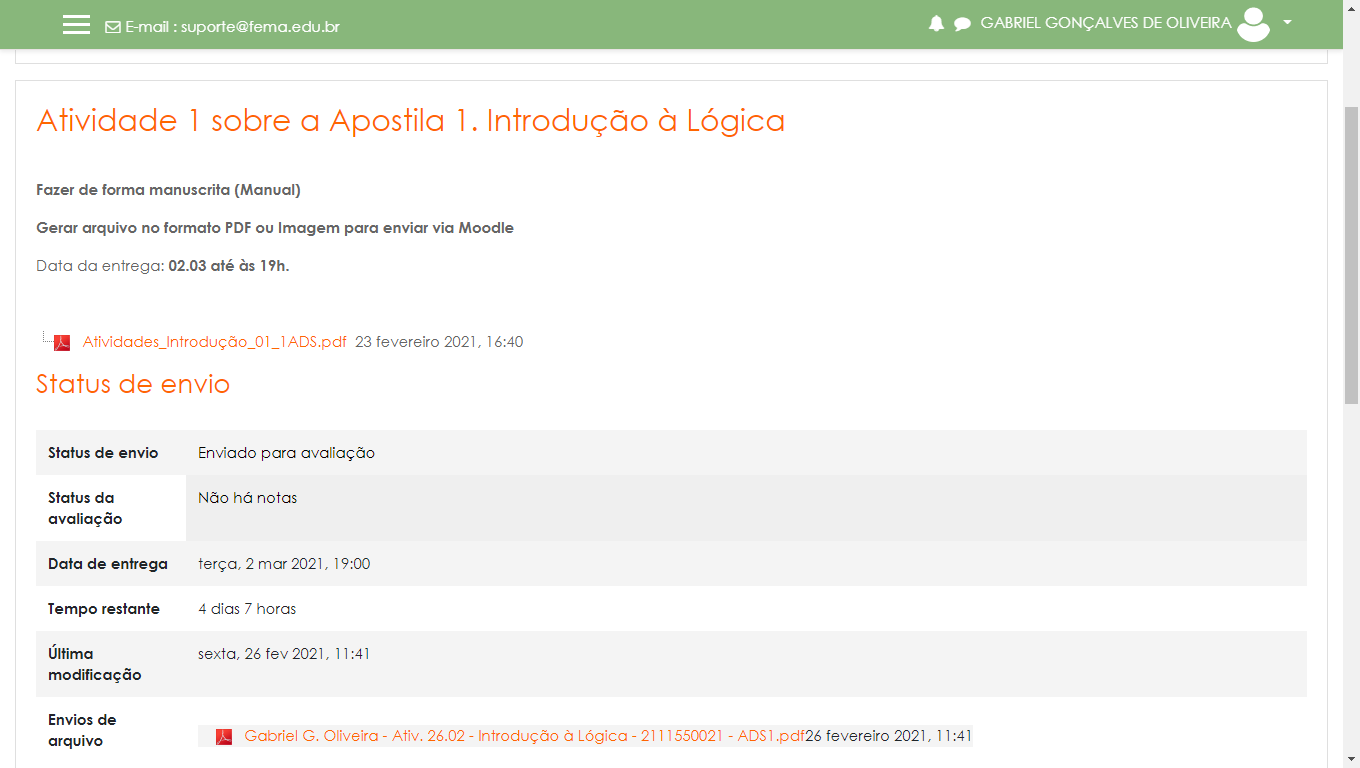 E-mail : suporte@fema.edu.br
GABRIEL GONÇALVES DE OLIVEIRA
Atividade 1 sobre a Apostila 1. Introdução à Lógica
Fazer de forma manuscrita (Manual)
Gerar arquivo no formato PDF ou Imagem para enviar via Moodle
Data da entrega: 02.03 até às 19h.
Atividades_Introdução_01_1ADS.pdf 23 fevereiro 2021, 16:40
Status de envio
Status de envio Enviado para avaliação
Status da Não há notas
avaliação
Data de entrega terça, 2 mar 2021, 19:00
Tempo restante 4 dias 7 horas
Última sexta, 26 fev 2021, 11:41
modificação
Envios de
arquivo Gabriel G. Oliveira - Ativ. 26.02 - Introdução à Lógica - 2111550021 - ADS1.pdf26 fevereiro 2021, 11:41